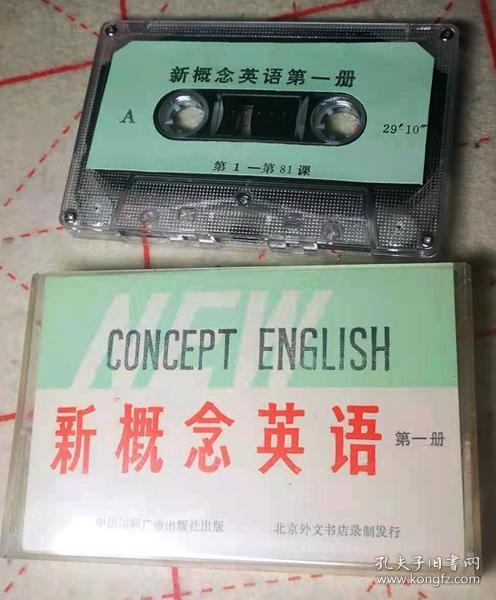 新概念英语第一册
A
29′10″
第1—第81课
NEW
CONCEPT ENGLISH
新概念英语 第一册
中国国际广播出版社出版 北京外文书店录制发行
孔夫子旧书网
www.kongfz.com